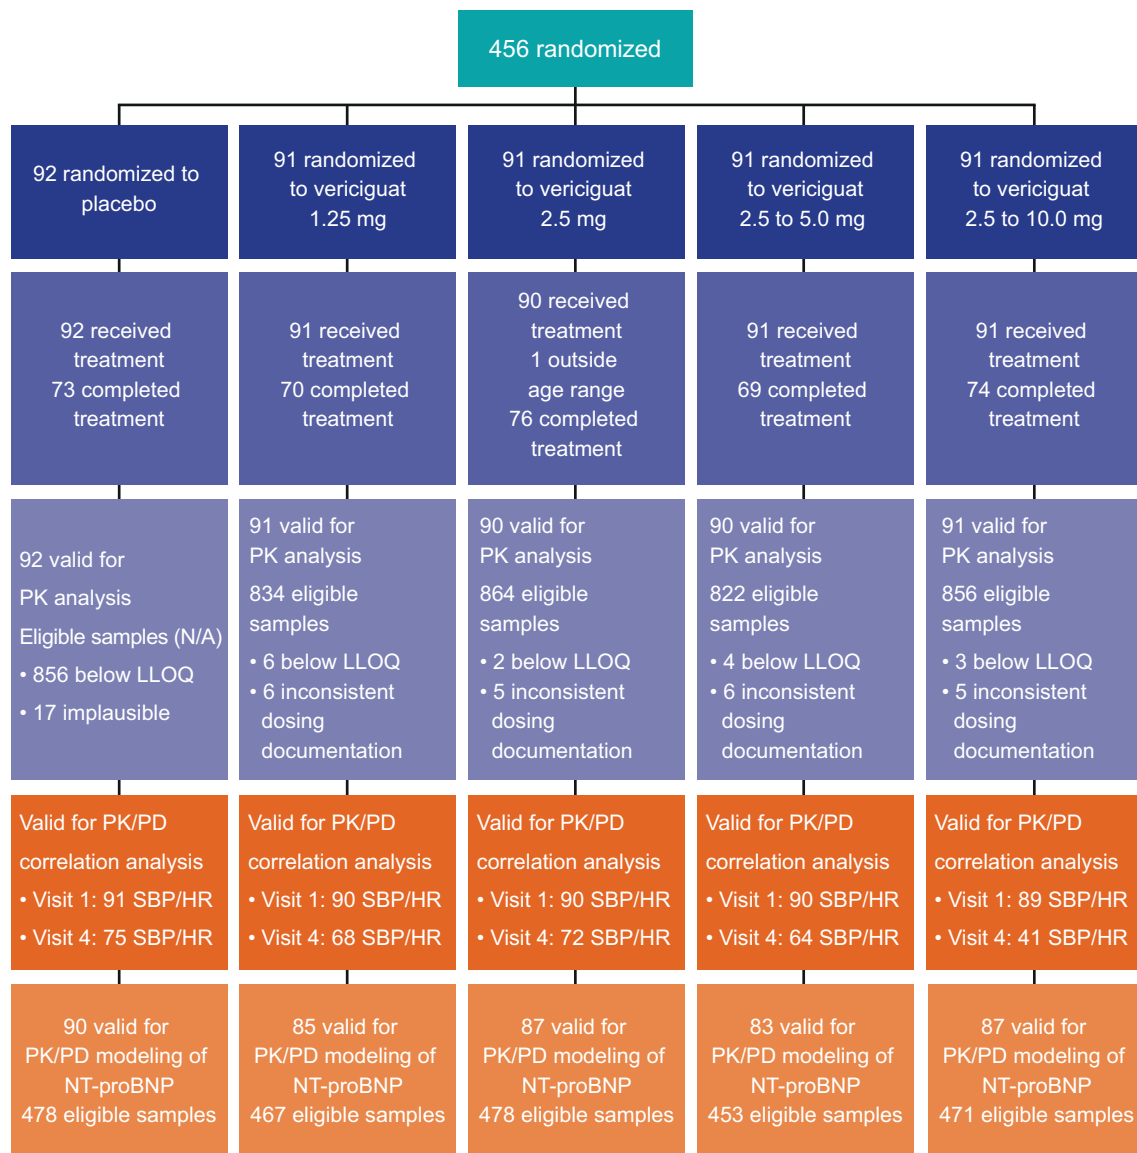 456 randomized
92 randomized to
placebo
91 randomized
to vericiguat
1.25 mg
91 randomized
to vericiguat
2.5 mg
91 randomized
to vericiguat
2.5 to 5.0 mg
91 randomized
to vericiguat
2.5 to 10.0 mg
92 received
treatment
73 completed
treatment
91 received
treatment
70 completed
treatment
90 received
treatment
1 outside
age range
76 completed
treatment
91 received
treatment
69 completed
treatment
91 received
treatment
74 completed
treatment
92 valid for
PK analysis
Eligible samples (N/A)
• 856 below LLOQ
• 17 implausible
91 valid for
PK analysis
834 eligible
samples
• 6 below LLOQ
• 6 inconsistent
dosing
documentation
90 valid for
PK analysis
864 eligible
samples
• 2 below LLOQ
• 5 inconsistent
dosing
documentation
90 valid for
PK analysis
822 eligible
samples
• 4 below LLOQ
• 6 inconsistent
dosing
documentation
91 valid for
PK analysis
856 eligible
samples
• 3 below LLOQ
• 5 inconsistent
dosing
documentation
Valid for PK/PD
correlation analysis
• Visit 1: 91 SBP/HR
• Visit 4: 75 SBP/HR
Valid for PK/PD
correlation analysis
• Visit 1: 90 SBP/HR
• Visit 4: 68 SBP/HR
Valid for PK/PD
correlation analysis
• Visit 1: 90 SBP/HR
• Visit 4: 72 SBP/HR
Valid for PK/PD
correlation analysis
• Visit 1: 90 SBP/HR
• Visit 4: 64 SBP/HR
Valid for PK/PD
correlation analysis
• Visit 1: 89 SBP/HR
• Visit 4: 41 SBP/HR
90 valid for
PK/PD modeling of
NT-proBNP
478 eligible samples
85 valid for
PK/PD modeling of
NT-proBNP
467 eligible samples
87 valid for
PK/PD modeling of
NT-proBNP
478 eligible samples
83 valid for
PK/PD modeling of
NT-proBNP
453 eligible samples
87 valid for
PK/PD modeling of
NT-proBNP
471 eligible samples